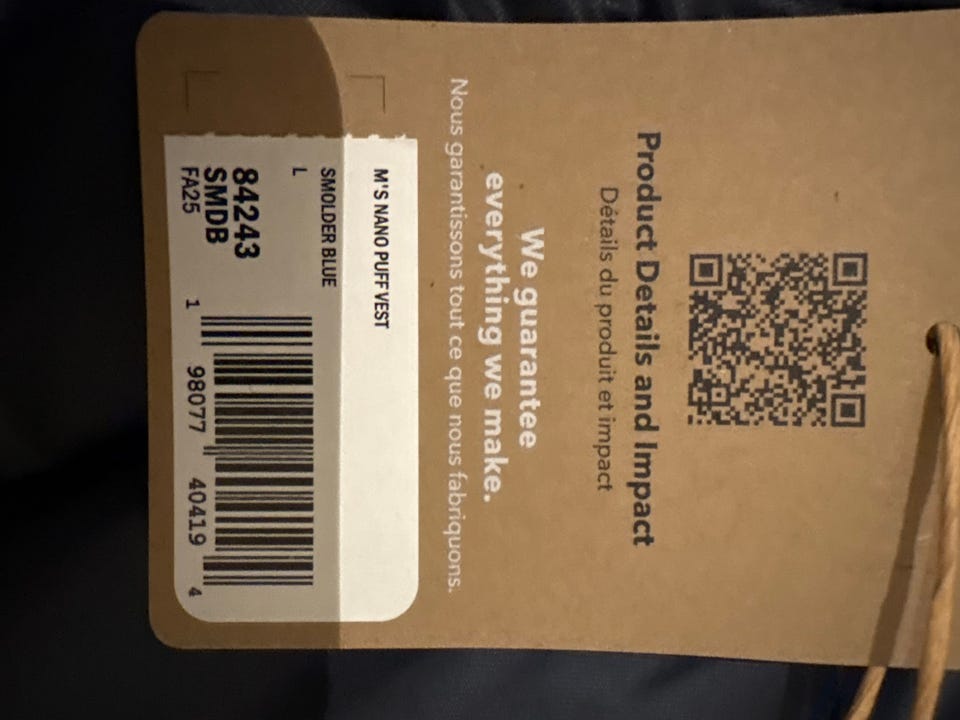 Product Details and Impact
Détails du produit et impact
We guarantee
everything we make.
Nous garantissons tout ce que nous fabriquons.
M'S NANO PUFF VEST
SMOLDER BLUE
L
84243
SMDB
FA25
1 98077 40419 4